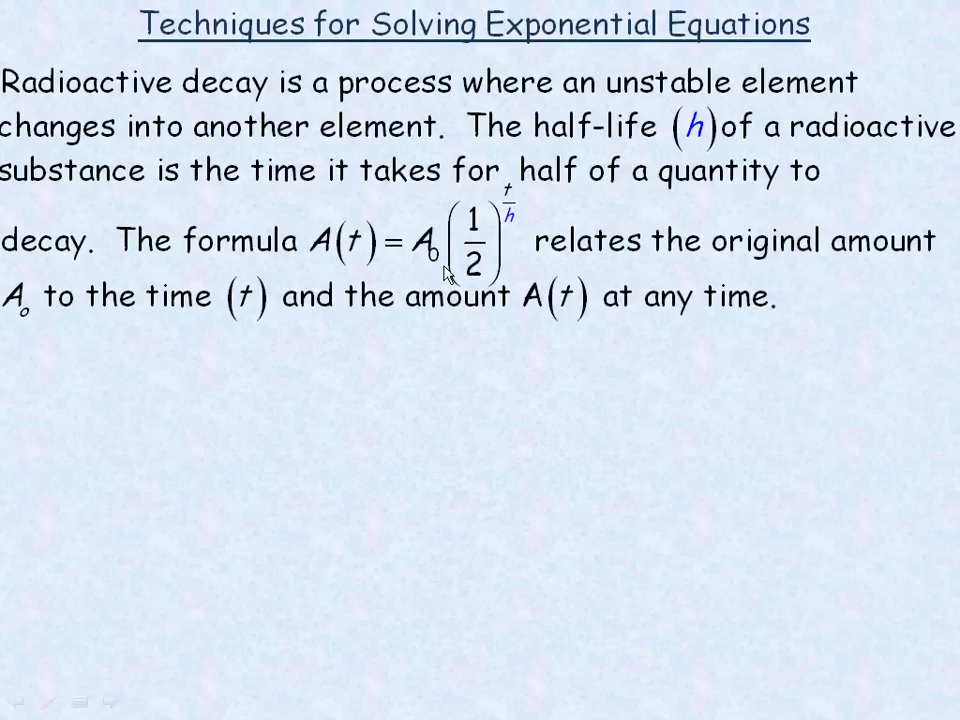 Techniques for Solving Exponential Equations
Radioactive decay is a process where an unstable element
changes into another element. The half-life (h) of a radioactive
substance is the time it takes for half of a quantity to
decay. The formula A(t) = A₀(1/2)^(t/h) relates the original amount
Aₒ to the time (t) and the amount A(t) at any time.